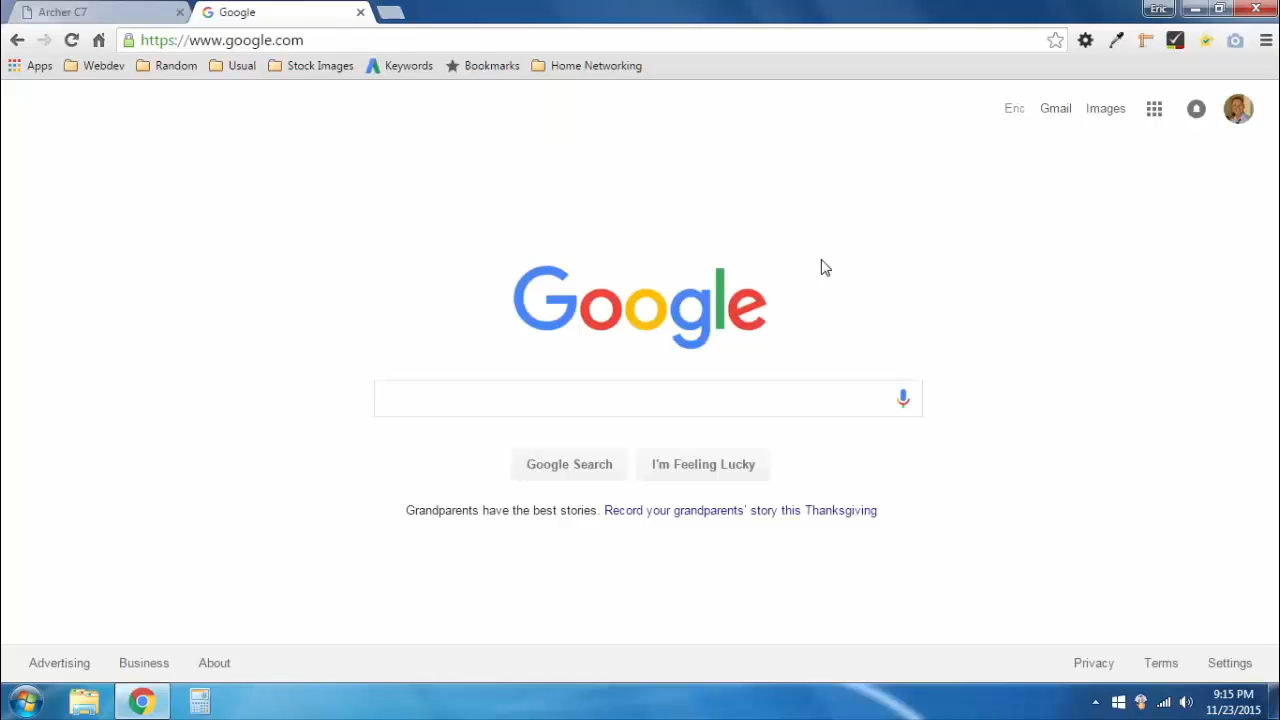 Archer C7
Google
Eric
https://www.google.com
Apps Webdev Random Usual Stock Images Keywords Bookmarks Home Networking
Eric Gmail Images
Google
Google Search I'm Feeling Lucky
Grandparents have the best stories. Record your grandparents' story this Thanksgiving
Advertising Business About Privacy Terms Settings
9:15 PM
11/23/2015